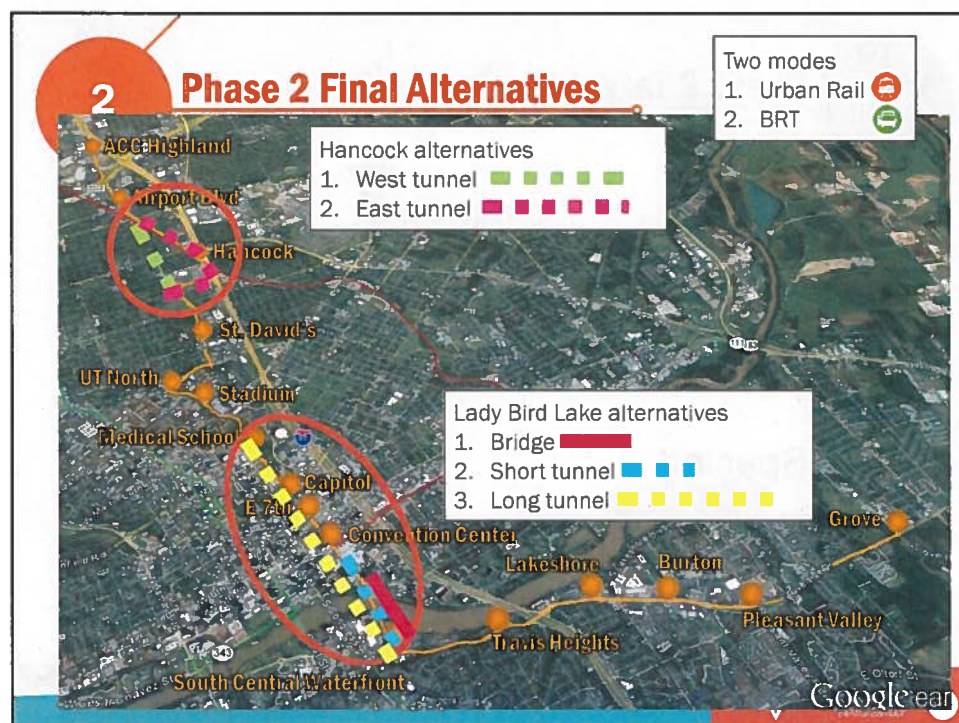 2
Phase 2 Final Alternatives
Two modes
1. Urban Rail
2. BRT
ACC Highland
Hancock alternatives
1. West tunnel
2. East tunnel
Airport Blvd
Hancock
St. David's
UT North
Stadium
Medical School
Lady Bird Lake alternatives
1. Bridge
2. Short tunnel
3. Long tunnel
Capitol
E 7th
Convention Center
Grove
Lakeshore
Burton
Pleasant Valley
Travis Heights
343
South Central Waterfront
Google ear